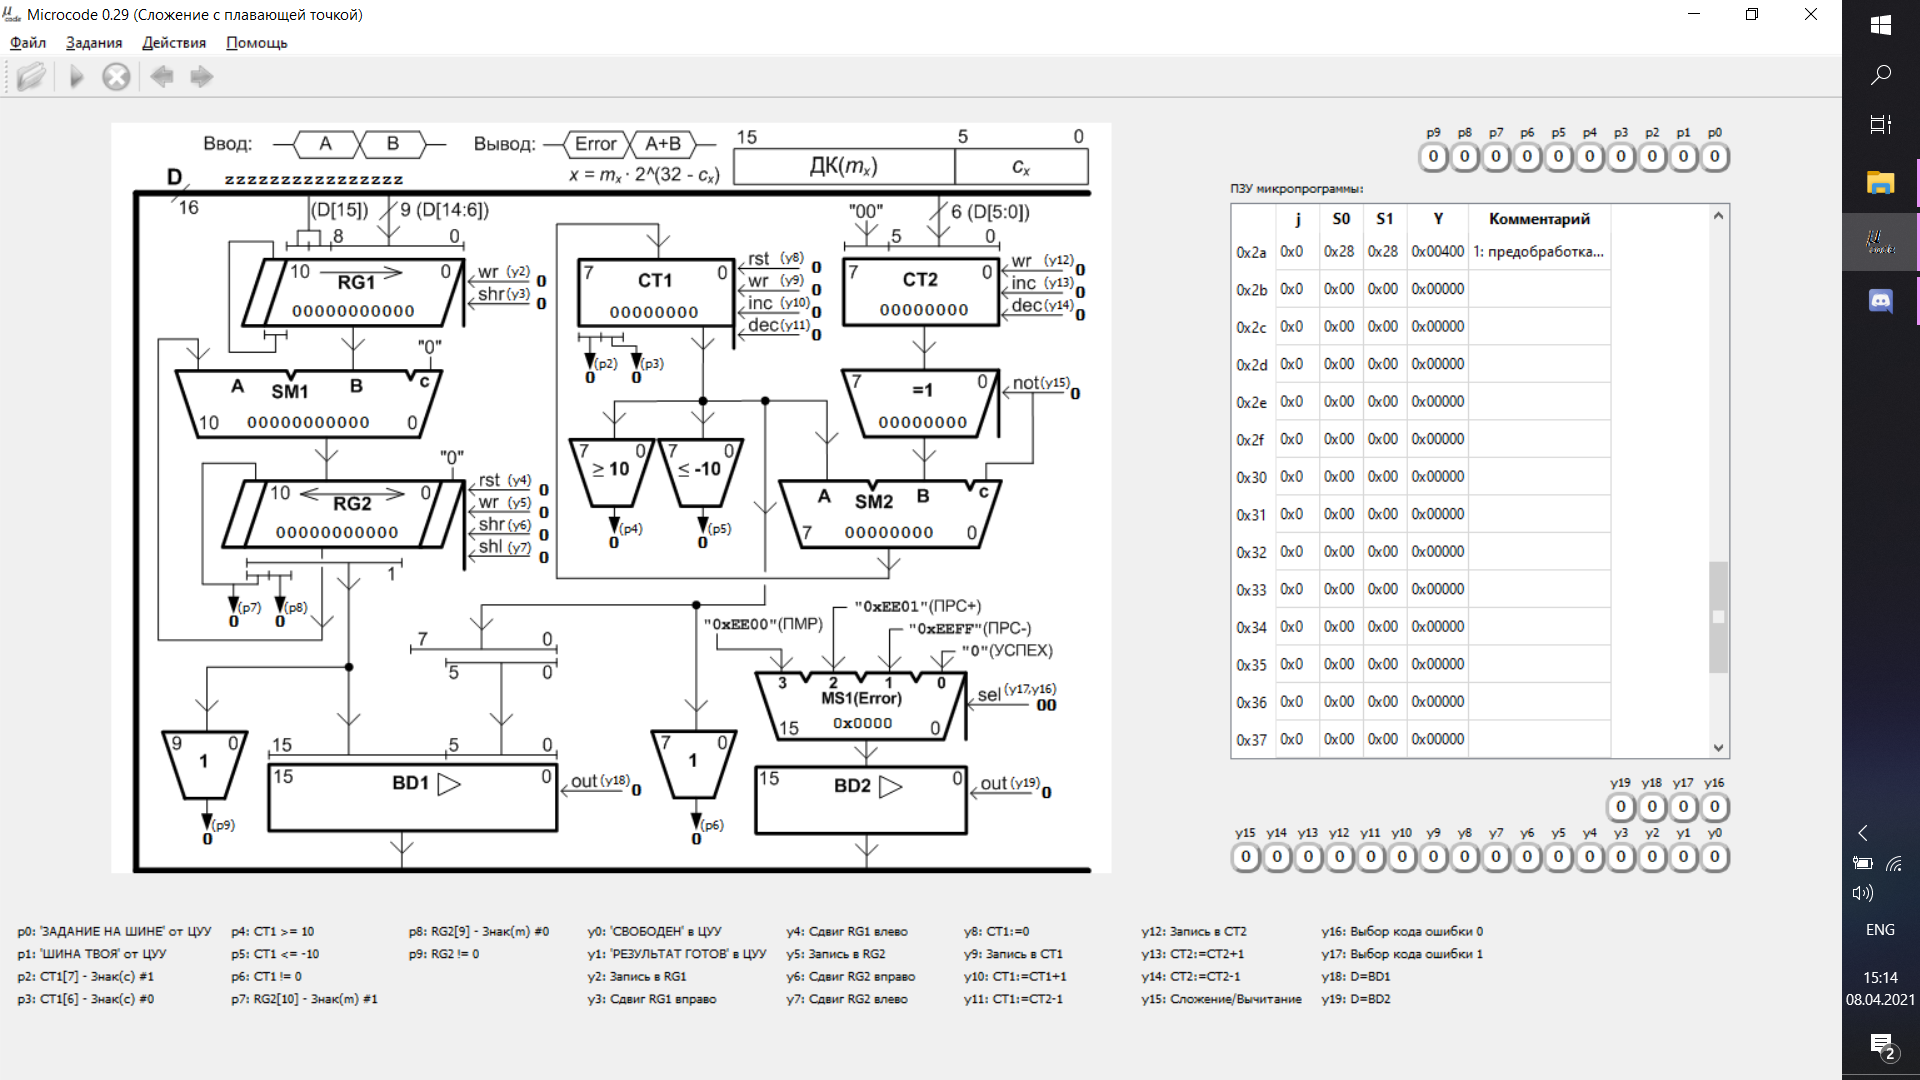 Microcode 0.29 (Сложение с плавающей точкой)
Файл Задания Действия Помощь
Ввод: A B Вывод: Error A+B 15 5 0
ДК(mx) cx
x = mx · 2^(32 - cx)
D zzzzzzzzzzzzzzzz
16 (D[15]) 9 (D[14:6]) "00" 6 (D[5:0])
8 0 5 0
10 RG1 0 00000000000
wr (y2) 0
shr(y3) 0
7 CT1 0 00000000
rst (y8) 0
wr (y9) 0
inc (y10) 0
dec(y11) 0
7 CT2 0 00000000
wr (y12) 0
inc (y13) 0
dec(y14) 0
(p2) 0 (p3) 0
"0"
A SM1 B c
10 00000000000 0
7 =1 0 00000000
not(y15) 0
7 0 ≥ 10 (p4) 0
7 0 ≤ -10 (p5) 0
A SM2 B c
7 00000000 0
"0"
10 RG2 0 00000000000
rst (y4) 0
wr (y5) 0
shr (y6) 0
shl (y7) 0
1
(p7) 0 (p8) 0
7 0
5 0
"0xEE01"(ПРС+)
"0xEE00"(ПМР)
"0xEEFF"(ПРС-)
"0"(УСПЕХ)
3 2 1 0
MS1(Error)
15 0x0000 0
sel (y17,y16) 00
9 0 1 (p9) 0
15 5 0
15 BD1 0
out(y18) 0
7 0 1 (p6) 0
15 BD2 0
out(y19) 0
p9 p8 p7 p6 p5 p4 p3 p2 p1 p0
0 0 0 0 0 0 0 0 0 0
ПЗУ микропрограммы:
j S0 S1 Y Комментарий
0x2a 0x0 0x28 0x28 0x00400 1: предобработка...
0x2b 0x0 0x00 0x00 0x00000
0x2c 0x0 0x00 0x00 0x00000
0x2d 0x0 0x00 0x00 0x00000
0x2e 0x0 0x00 0x00 0x00000
0x2f 0x0 0x00 0x00 0x00000
0x30 0x0 0x00 0x00 0x00000
0x31 0x0 0x00 0x00 0x00000
0x32 0x0 0x00 0x00 0x00000
0x33 0x0 0x00 0x00 0x00000
0x34 0x0 0x00 0x00 0x00000
0x35 0x0 0x00 0x00 0x00000
0x36 0x0 0x00 0x00 0x00000
0x37 0x0 0x00 0x00 0x00000
y19 y18 y17 y16
0 0 0 0
y15 y14 y13 y12 y11 y10 y9 y8 y7 y6 y5 y4 y3 y2 y1 y0
0 0 0 0 0 0 0 0 0 0 0 0 0 0 0 0
p0: 'ЗАДАНИЕ НА ШИНЕ' от ЦУУ
p1: 'ШИНА ТВОЯ' от ЦУУ
p2: CT1[7] - Знак(c) #1
p3: CT1[6] - Знак(c) #0
p4: CT1 >= 10
p5: CT1 <= -10
p6: CT1 != 0
p7: RG2[10] - Знак(m) #1
p8: RG2[9] - Знак(m) #0
p9: RG2 != 0
y0: 'СВОБОДЕН' в ЦУУ
y1: 'РЕЗУЛЬТАТ ГОТОВ' в ЦУУ
y2: Запись в RG1
y3: Сдвиг RG1 вправо
y4: Сдвиг RG1 влево
y5: Запись в RG2
y6: Сдвиг RG2 вправо
y7: Сдвиг RG2 влево
y8: CT1:=0
y9: Запись в CT1
y10: CT1:=CT1+1
y11: CT1:=CT2-1
y12: Запись в CT2
y13: CT2:=CT2+1
y14: CT2:=CT2-1
y15: Сложение/Вычитание
y16: Выбор кода ошибки 0
y17: Выбор кода ошибки 1
y18: D=BD1
y19: D=BD2
ENG
15:14
08.04.2021
2